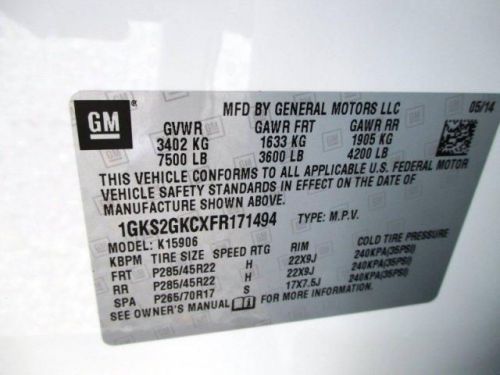 GM
MFD BY GENERAL MOTORS LLC 05/14
GVWR GAWR FRT GAWR RR
3402 KG 1633 KG 1905 KG
7500 LB 3600 LB 4200 LB
THIS VEHICLE CONFORMS TO ALL APPLICABLE U.S. FEDERAL MOTOR
VEHICLE SAFETY STANDARDS IN EFFECT ON THE DATE OF
MANUFACTURE SHOWN ABOVE.
1GKS2GKCXFR171494 TYPE: M.P.V.
MODEL: K15906
KBPM TIRE SIZE SPEED RTG RIM COLD TIRE PRESSURE
FRT P285/45R22 H 22X9J 240KPA(35PSI)
RR P285/45R22 H 22X9J 240KPA(35PSI)
SPA P265/70R17 S 17X7.5J 240KPA(35PSI)
SEE OWNER'S MANUAL FOR MORE INFORMATION.